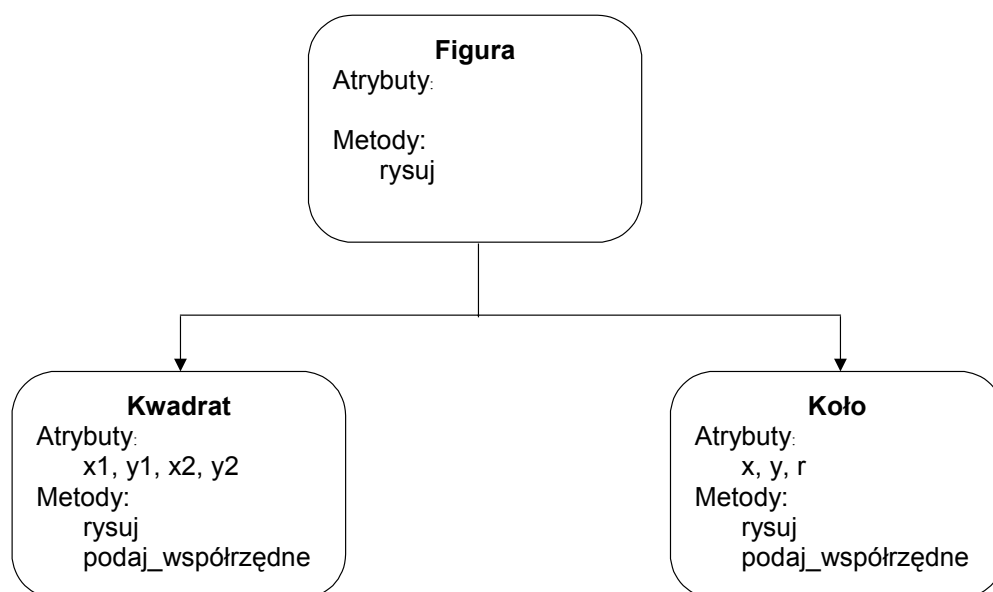 Figura
Atrybuty:
Metody:
rysuj
Kwadrat
Atrybuty:
x1, y1, x2, y2
Metody:
rysuj
podaj_współrzędne
Koło
Atrybuty:
x, y, r
Metody:
rysuj
podaj_współrzędne